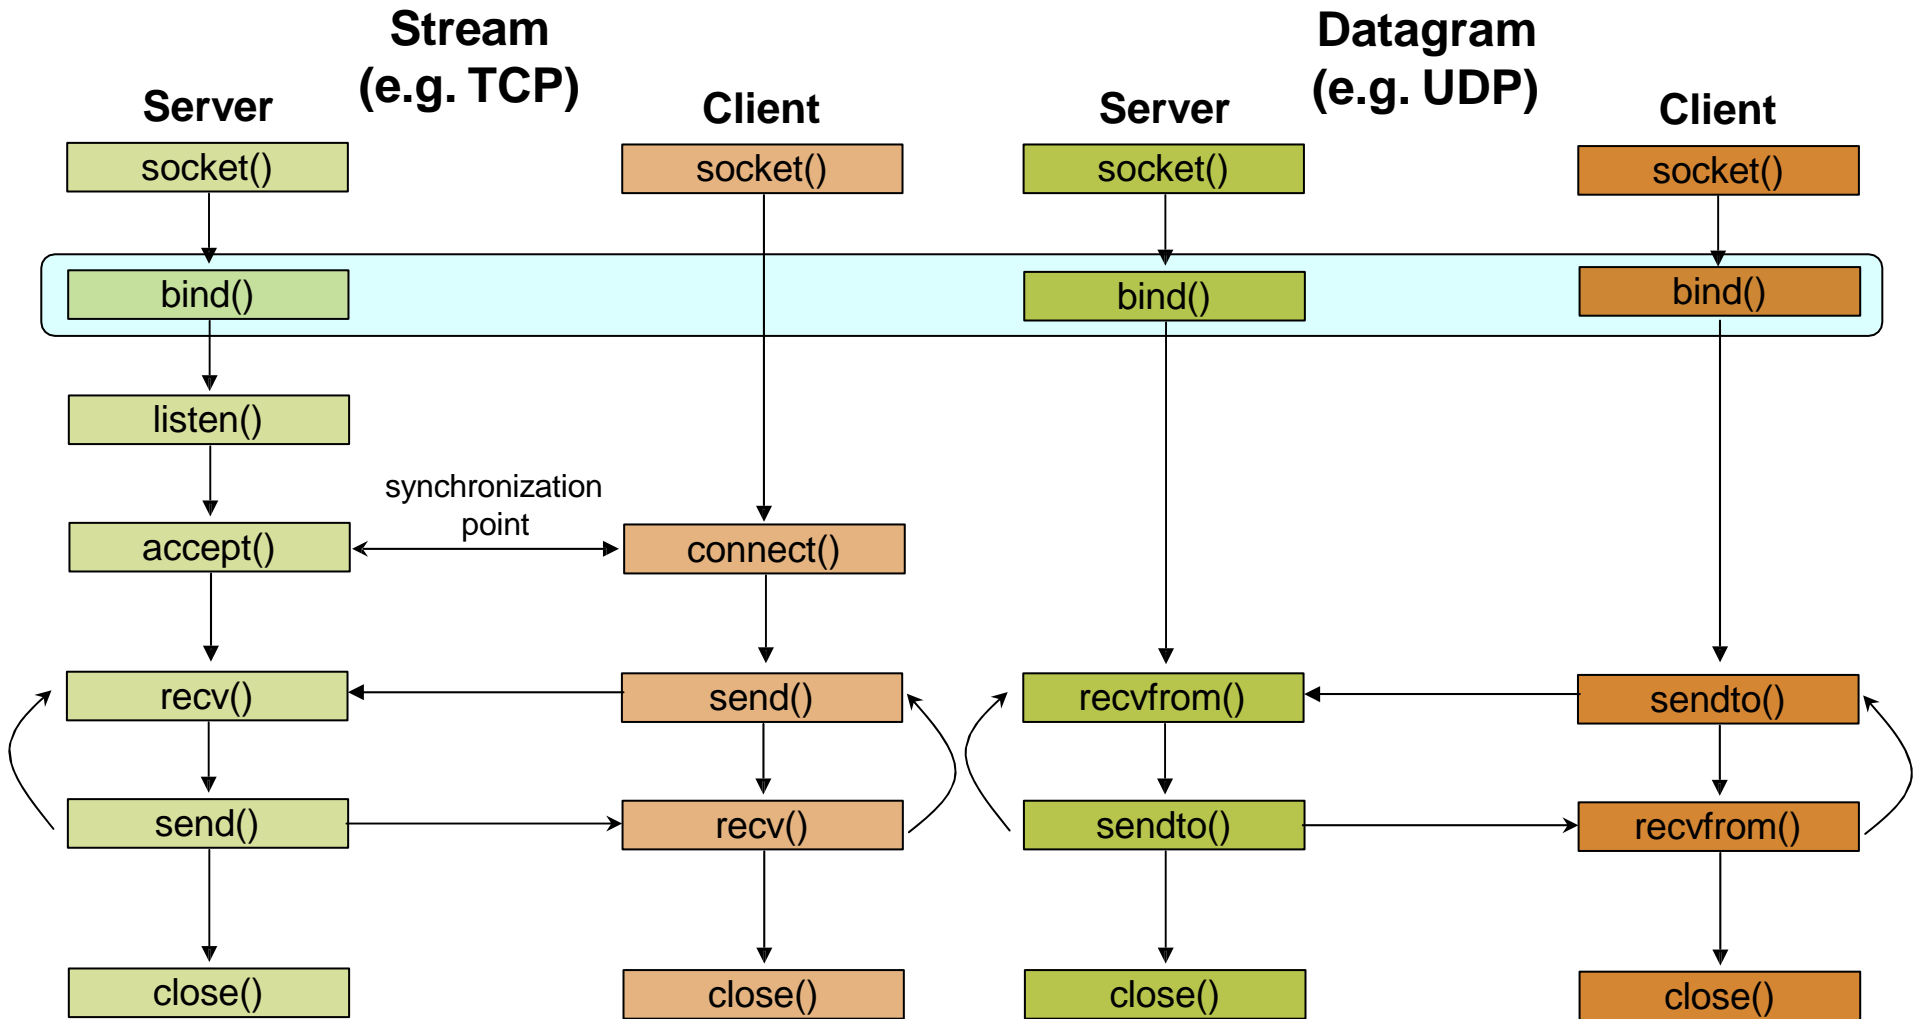 Stream
(e.g. TCP)
Datagram
(e.g. UDP)
Server
Client
Server
Client
socket()
socket()
socket()
socket()
bind()
bind()
bind()
listen()
synchronization
point
accept()
connect()
recv()
send()
recvfrom()
sendto()
send()
recv()
sendto()
recvfrom()
close()
close()
close()
close()